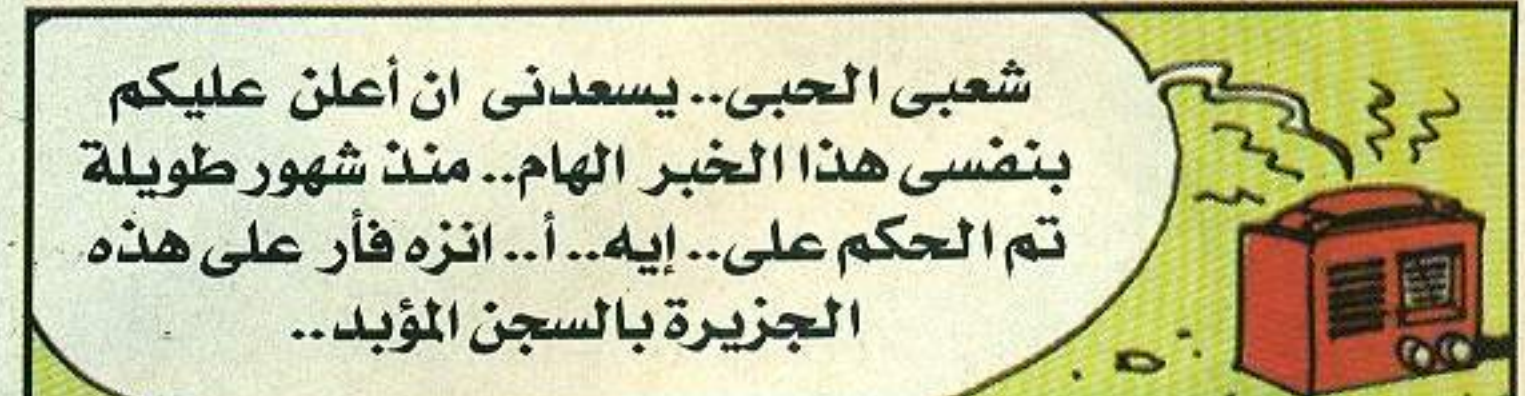 شعبى الحبى.. يسعدنى ان أعلن عليكم
بنفسى هذا الخبر الهام.. منذ شهور طويلة
تم الحكم على.. إيه.. أ.. انزه فأر على هذه
الجزيرة بالسجن المؤبد..